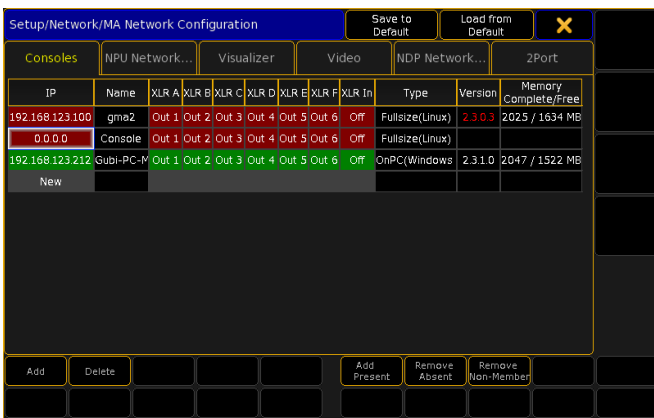 Setup/Network/MA Network Configuration
Save to
Default
Load from
Default
Consoles NPU Network... Visualizer Video NDP Network... 2Port
IP Name XLR A XLR B XLR C XLR D XLR E XLR F XLR In Type Version Memory
Complete/Free
192.168.123.100 gma2 Out 1 Out 2 Out 3 Out 4 Out 5 Out 6 Off Fullsize(Linux) 2.3.0.3 2025 / 1634 MB
0.0.0.0 Console Out 1 Out 2 Out 3 Out 4 Out 5 Out 6 Off Fullsize(Linux)
192.168.123.212 Gubi-PC-M Out 1 Out 2 Out 3 Out 4 Out 5 Out 6 Off OnPC(Windows 2.3.1.0 2047 / 1522 MB
New
Add Delete Add
Present Remove
Absent Remove
Non-Member